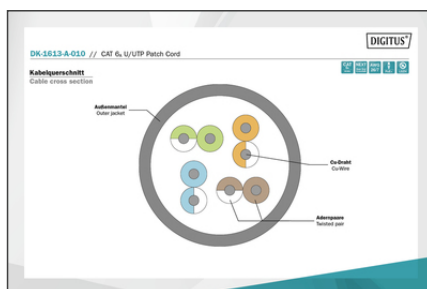 DIGITUS®
DK-1613-A-010 // CAT 6A U/UTP Patch Cord
Kabelquerschnitt
Cable cross section
Außenmantel
Outer jacket
Cu-Draht
Cu-Wire
Adernpaare
Twisted pair